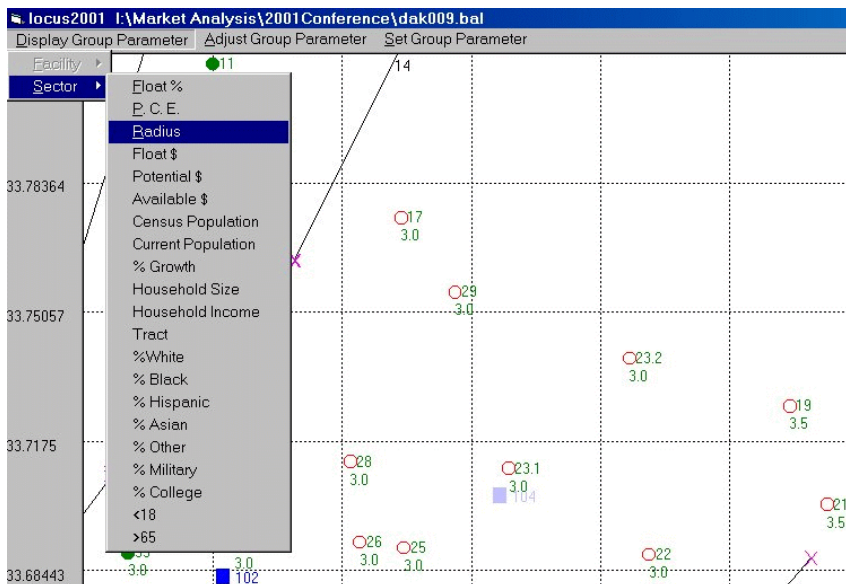 locus2001 I:\Market Analysis\2001Conference\dak009.bal
Display Group Parameter Adjust Group Parameter Set Group Parameter
Facility
Sector
Float %
P. C. E.
Radius
Float $
Potential $
Available $
Census Population
Current Population
% Growth
Household Size
Household Income
Tract
%White
% Black
% Hispanic
% Asian
% Other
% Military
% College
<18
>65
11
14
33.78364
17
3.0
29
3.0
33.75057
23.2
3.0
19
3.5
33.7175
28
3.0
23.1
3.0
104
21
3.5
26
3.0
25
3.0
22
3.0
3.0
3.0
33.68443
102